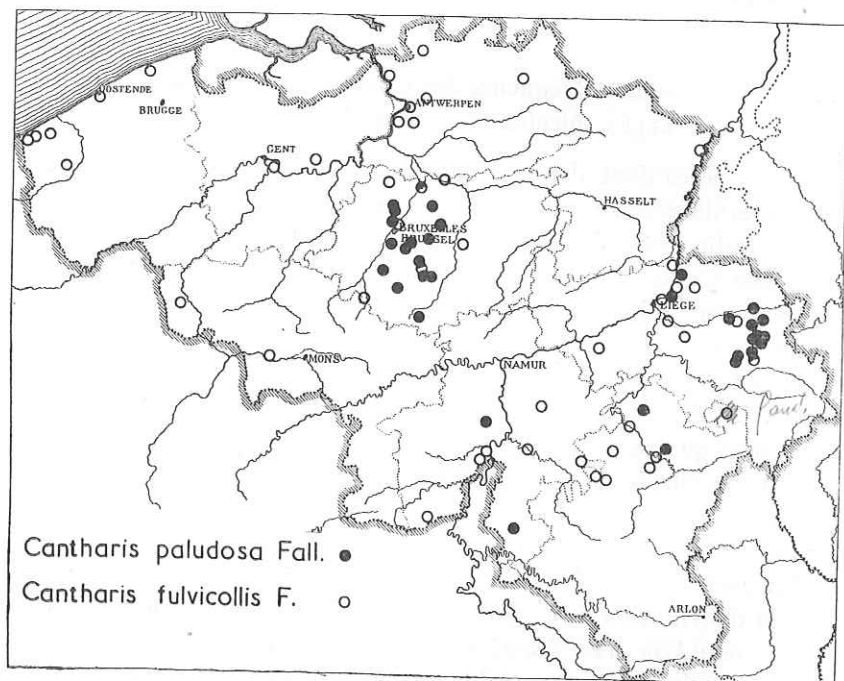 OOSTENDE
BRUGGE
ANTWERPEN
GENT
HASSELT
BRUXELLES
BRUSSEL
LIEGE
MONS
NAMUR
Cantharis paludosa Fall.
Cantharis fulvicollis F.
ARLON